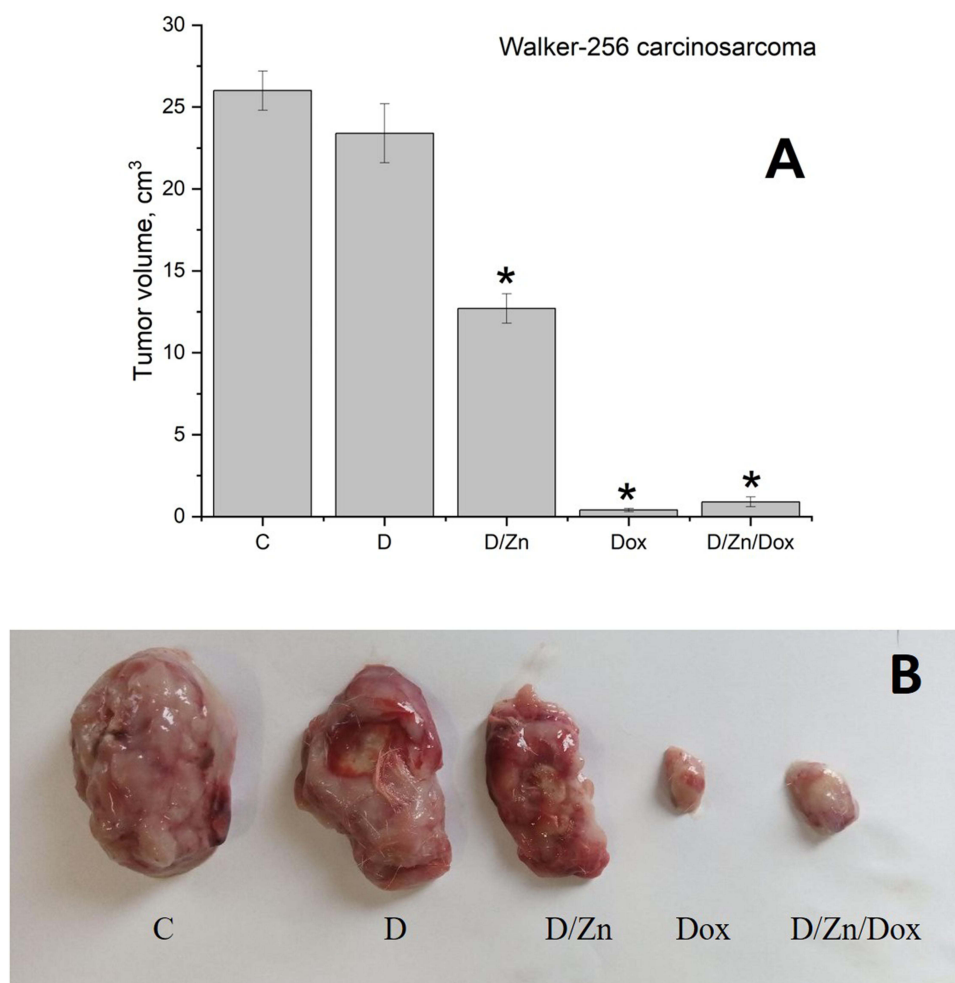 30
Walker-256 carcinosarcoma
25
A
20
Tumor volume, cm³
15
*
10
5
*
*
0
C D D/Zn Dox D/Zn/Dox
B
C D D/Zn Dox D/Zn/Dox